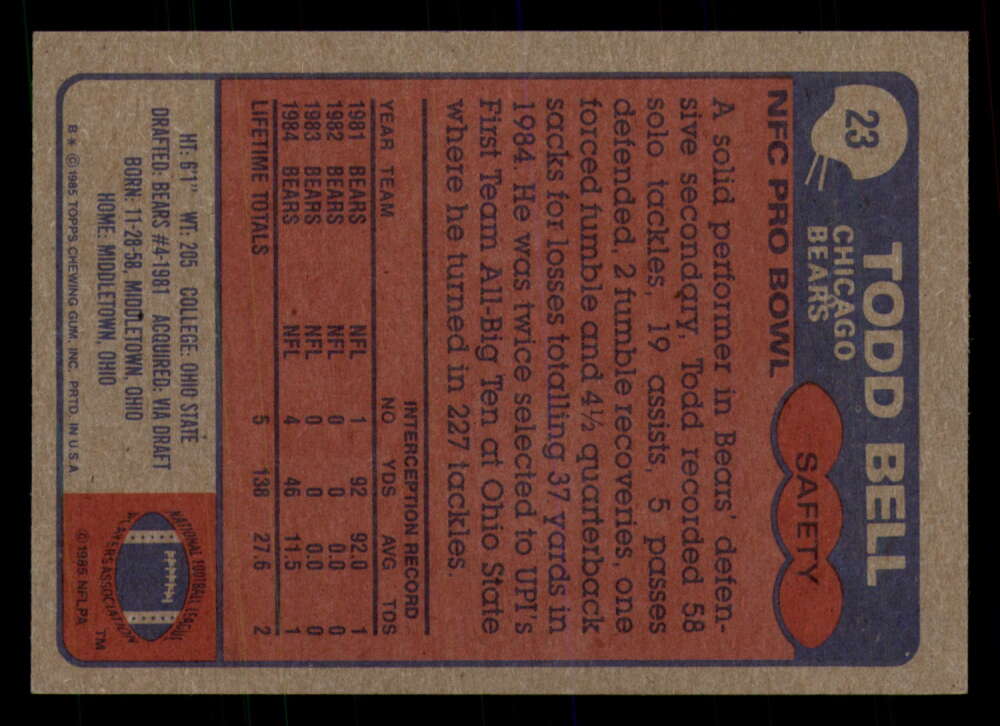 23
TODD BELL
CHICAGO
BEARS
SAFETY
NFC PRO BOWL
A solid performer in Bears' defen-
sive secondary, Todd recorded 58
solo tackles, 19 assists, 5 passes
defended, 2 fumble recoveries, one
forced fumble and 4½ quarterback
sacks for losses totalling 37 yards in
1984. He was twice selected to UPI's
First Team All-Big Ten at Ohio State
where he turned in 227 tackles.
INTERCEPTION RECORD
YEAR TEAM NO YDS AVG TDS
1981 BEARS NFL 1 92 92.0 1
1982 BEARS NFL 0 0 0.0 0
1983 BEARS NFL 0 0 0.0 0
1984 BEARS NFL 4 46 11.5 1
LIFETIME TOTALS 5 138 27.6 2
HT: 6'1" WT: 205 COLLEGE: OHIO STATE
DRAFTED: BEARS #4-1981 ACQUIRED: VIA DRAFT
BORN: 11-28-58, MIDDLETOWN, OHIO
HOME: MIDDLETOWN, OHIO
B* © 1985 TOPPS CHEWING GUM, INC. PRTD. IN U.S.A.
NATIONAL FOOTBALL LEAGUE
PLAYERS ASSOCIATION
TM
© 1985 NFLPA